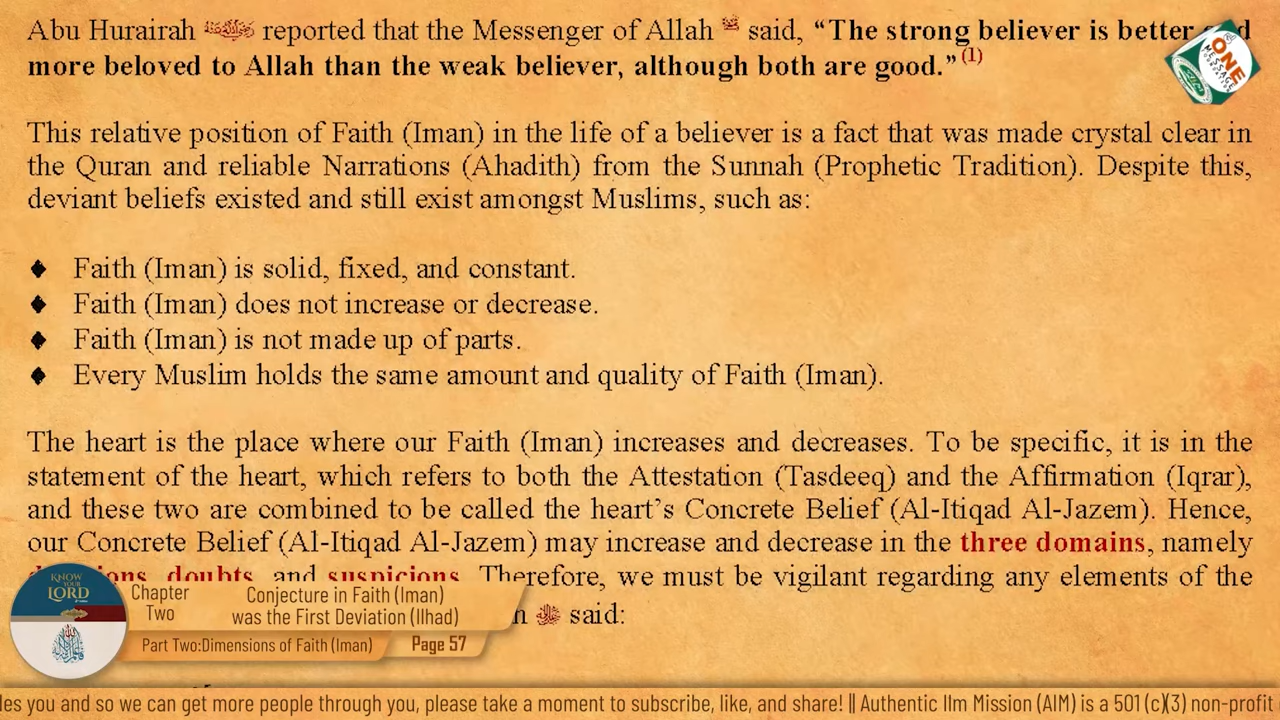 Abu Hurairah رضي الله عنه reported that the Messenger of Allah ﷺ said, “The strong believer is better
more beloved to Allah than the weak believer, although both are good.” (1)
ONE MESSAGE
This relative position of Faith (Iman) in the life of a believer is a fact that was made crystal clear in
the Quran and reliable Narrations (Ahadith) from the Sunnah (Prophetic Tradition). Despite this,
deviant beliefs existed and still exist amongst Muslims, such as:
◆ Faith (Iman) is solid, fixed, and constant.
◆ Faith (Iman) does not increase or decrease.
◆ Faith (Iman) is not made up of parts.
◆ Every Muslim holds the same amount and quality of Faith (Iman).
The heart is the place where our Faith (Iman) increases and decreases. To be specific, it is in the
statement of the heart, which refers to both the Attestation (Tasdeeq) and the Affirmation (Iqrar),
and these two are combined to be called the heart’s Concrete Belief (Al-Itiqad Al-Jazem). Hence,
our Concrete Belief (Al-Itiqad Al-Jazem) may increase and decrease in the three domains, namely
doubts, and suspicions. Therefore, we must be vigilant regarding any elements of the
said:
KNOW YOUR LORD
Chapter Two
Conjecture in Faith (Iman)
was the First Deviation (Ilhad)
Part Two:Dimensions of Faith (Iman)
Page 57
you and so we can get more people through you, please take a moment to subscribe, like, and share! || Authentic Ilm Mission (AIM) is a 501 (c)(3) non-profit